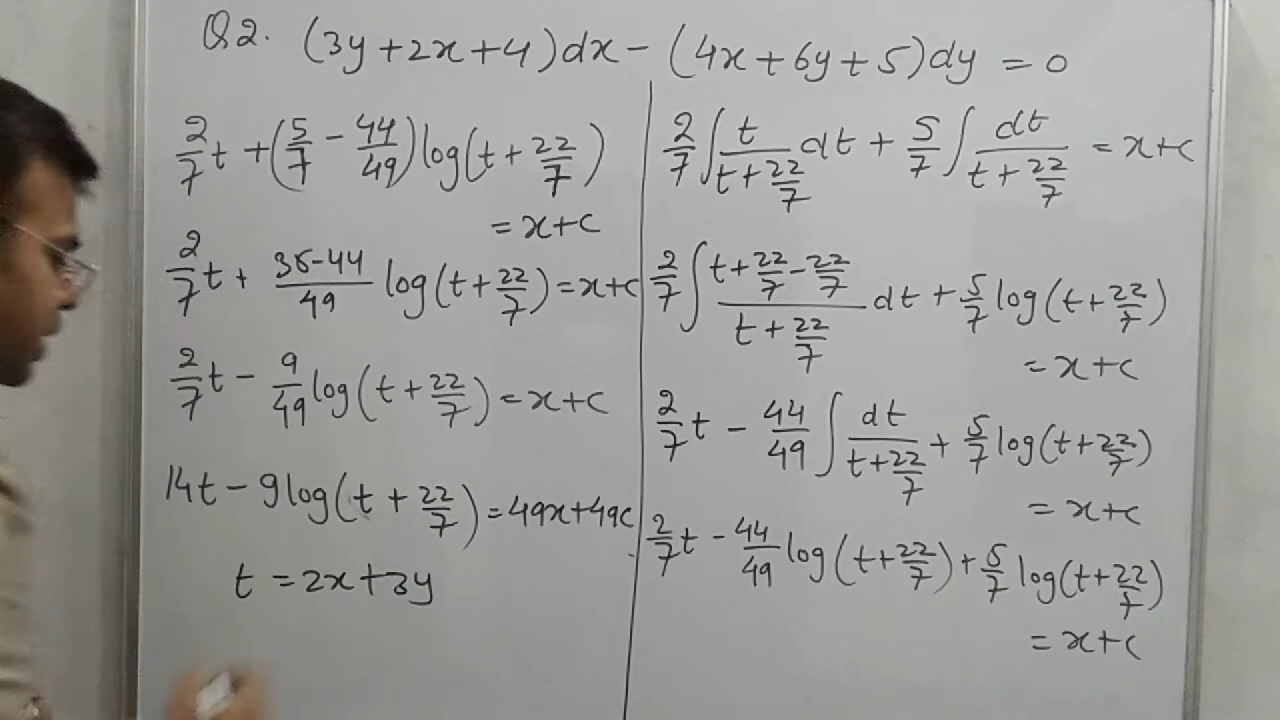 Q2. (3y+2x+4)dx - (4x+6y+5)dy = 0
2/7 t + (5/7 - 44/49) log(t + 22/7)
= x+c
2/7 t + 35-44/49 log(t + 22/7) = x+c
2/7 t - 9/49 log(t + 22/7) = x+c
14t - 9log(t + 22/7) = 49x+49c
t = 2x+3y
2/7 ∫ t/(t + 22/7) dt + 5/7 ∫ dt/(t + 22/7) = x+c
2/7 ∫ (t + 22/7 - 22/7)/(t + 22/7) dt + 5/7 log(t + 22/7)
= x+c
2/7 t - 44/49 ∫ dt/(t + 22/7) + 5/7 log(t + 22/7)
= x+c
2/7 t - 44/49 log(t + 22/7) + 5/7 log(t + 22/7)
= x+c